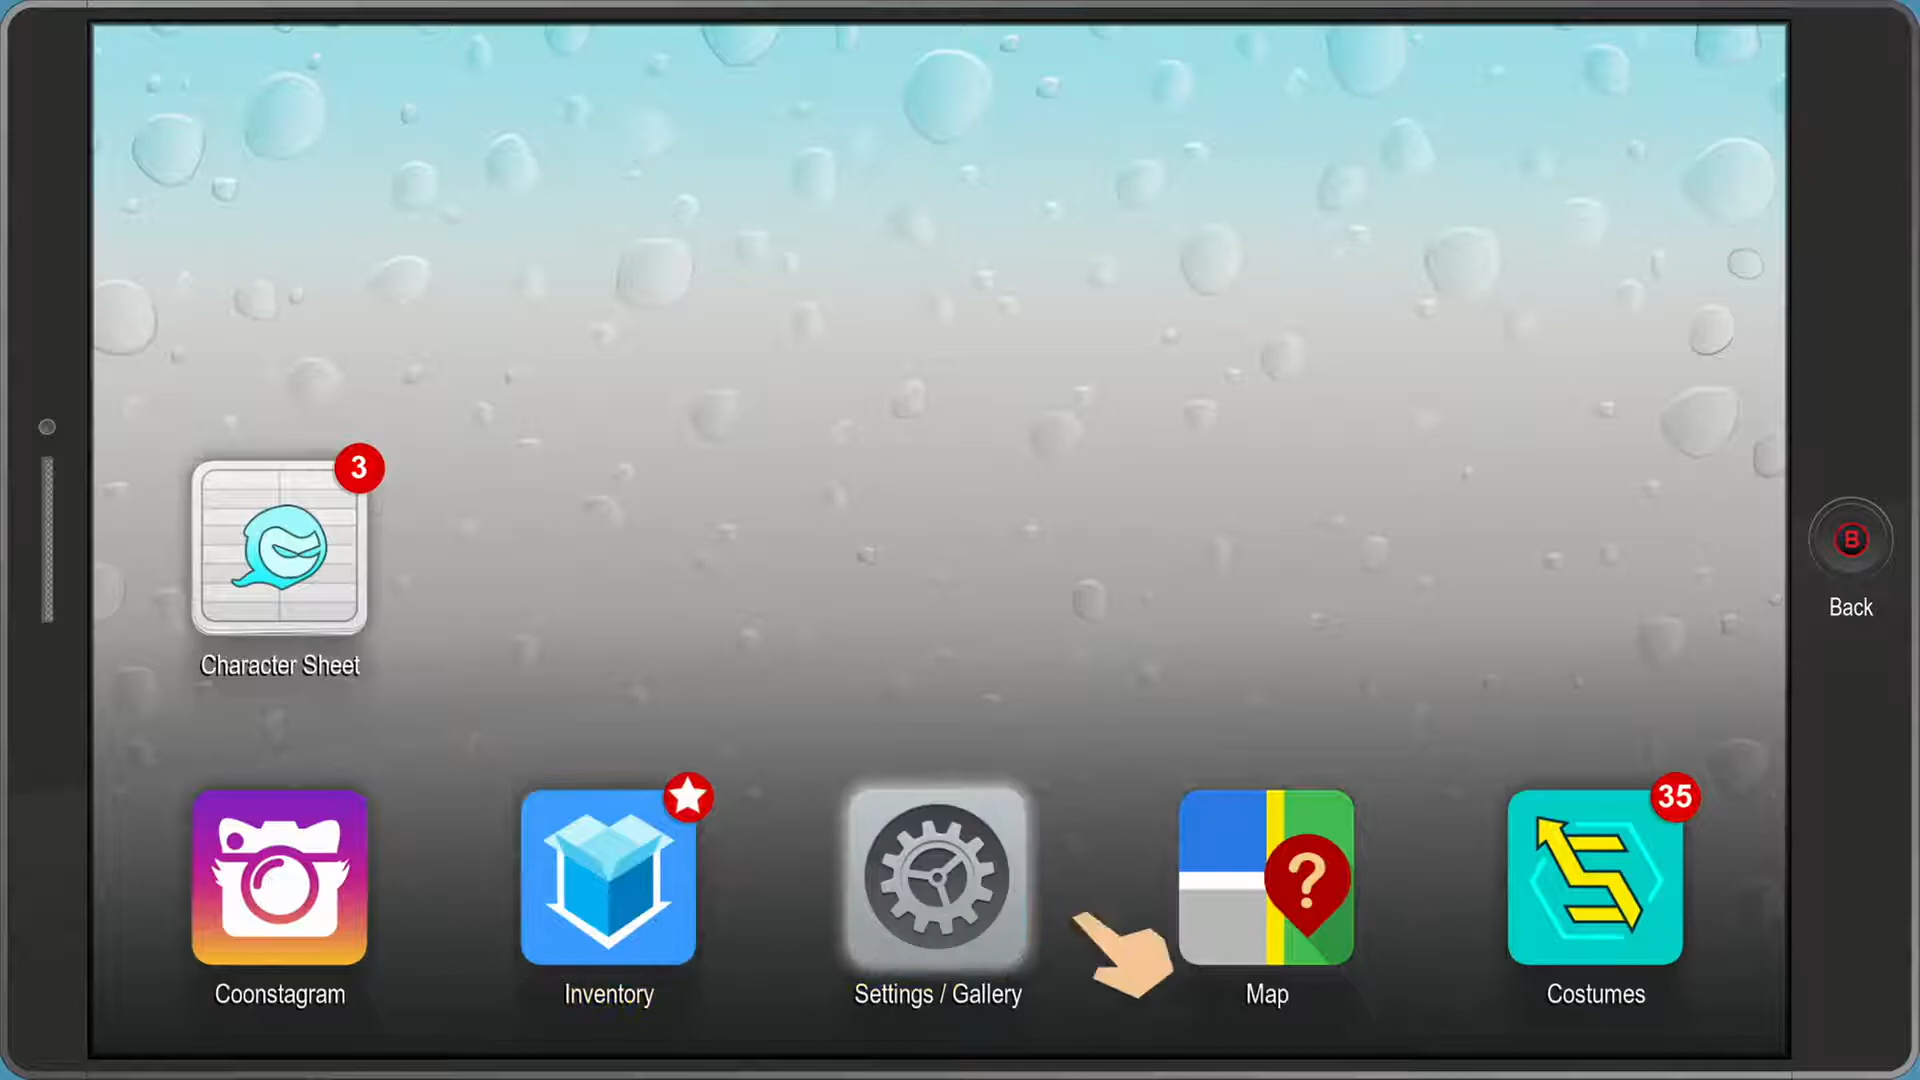 3
Character Sheet
B
Back
35
?
Coonstagram
Inventory
Settings / Gallery
Map
Costumes